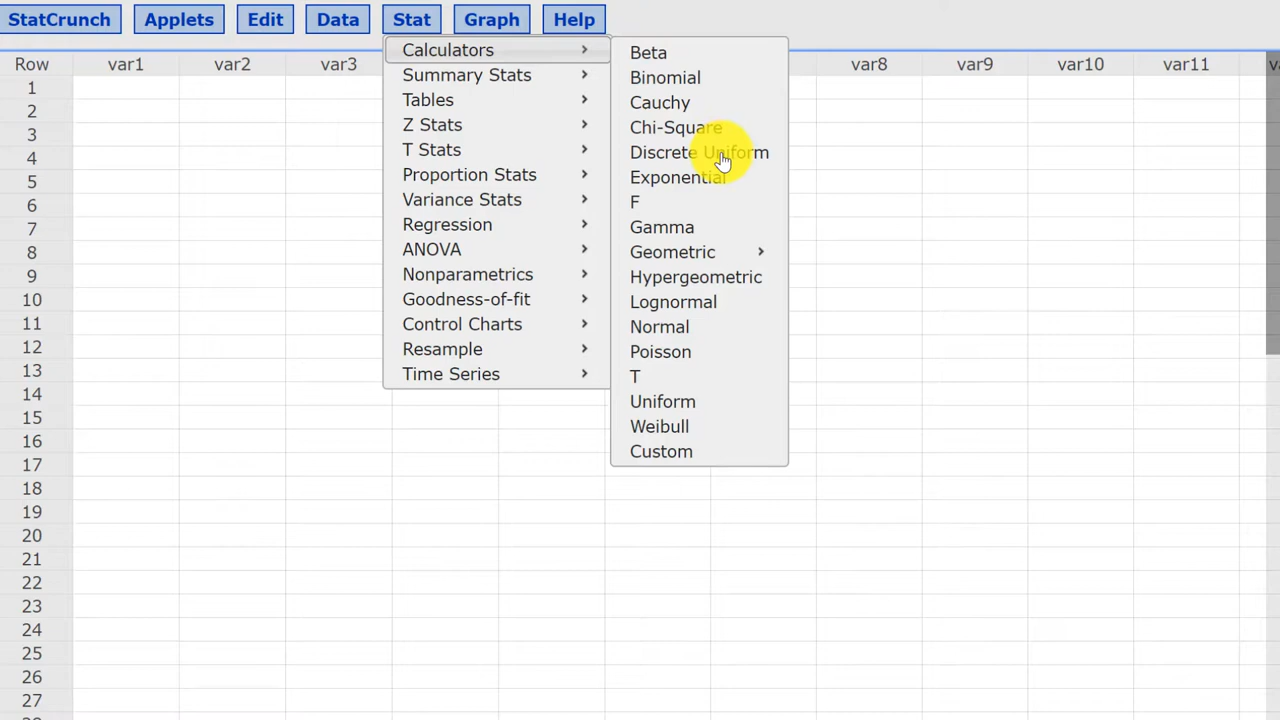 StatCrunch Applets Edit Data Stat Graph Help
Row var1 var2 var3 var8 var9 var10 var11
Calculators
Summary Stats
Tables
Z Stats
T Stats
Proportion Stats
Variance Stats
Regression
ANOVA
Nonparametrics
Goodness-of-fit
Control Charts
Resample
Time Series
Beta
Binomial
Cauchy
Chi-Square
Discrete Uniform
Exponential
F
Gamma
Geometric
Hypergeometric
Lognormal
Normal
Poisson
T
Uniform
Weibull
Custom
1
2
3
4
5
6
7
8
9
10
11
12
13
14
15
16
17
18
19
20
21
22
23
24
25
26
27